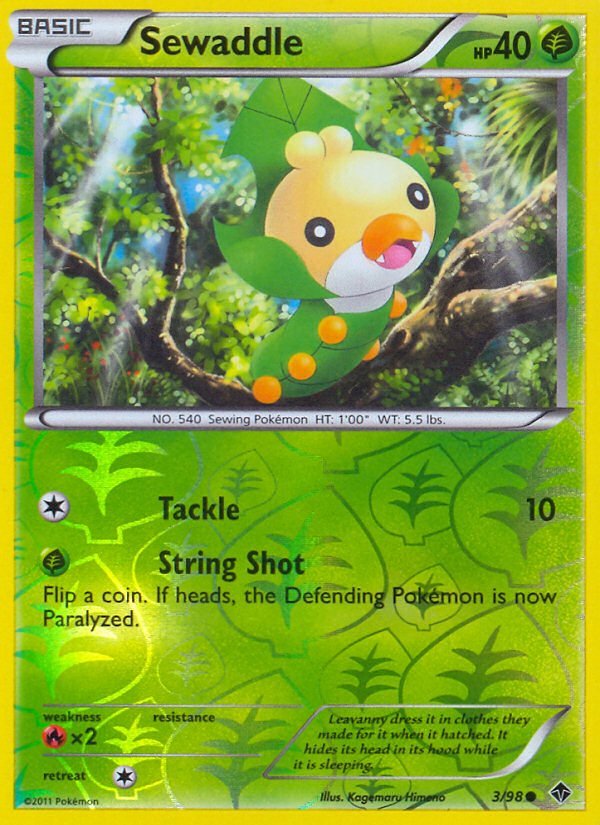 BASIC
Sewaddle
HP40
NO. 540 Sewing Pokémon HT: 1'00" WT: 5.5 lbs.
Tackle 10
String Shot
Flip a coin. If heads, the Defending Pokémon is now
Paralyzed.
weakness resistance
×2
Leavanny dress it in clothes they
made for it when it hatched. It
hides its head in its hood while
it is sleeping.
retreat
©2011 Pokémon
Illus. Kagemaru Himeno
3/98